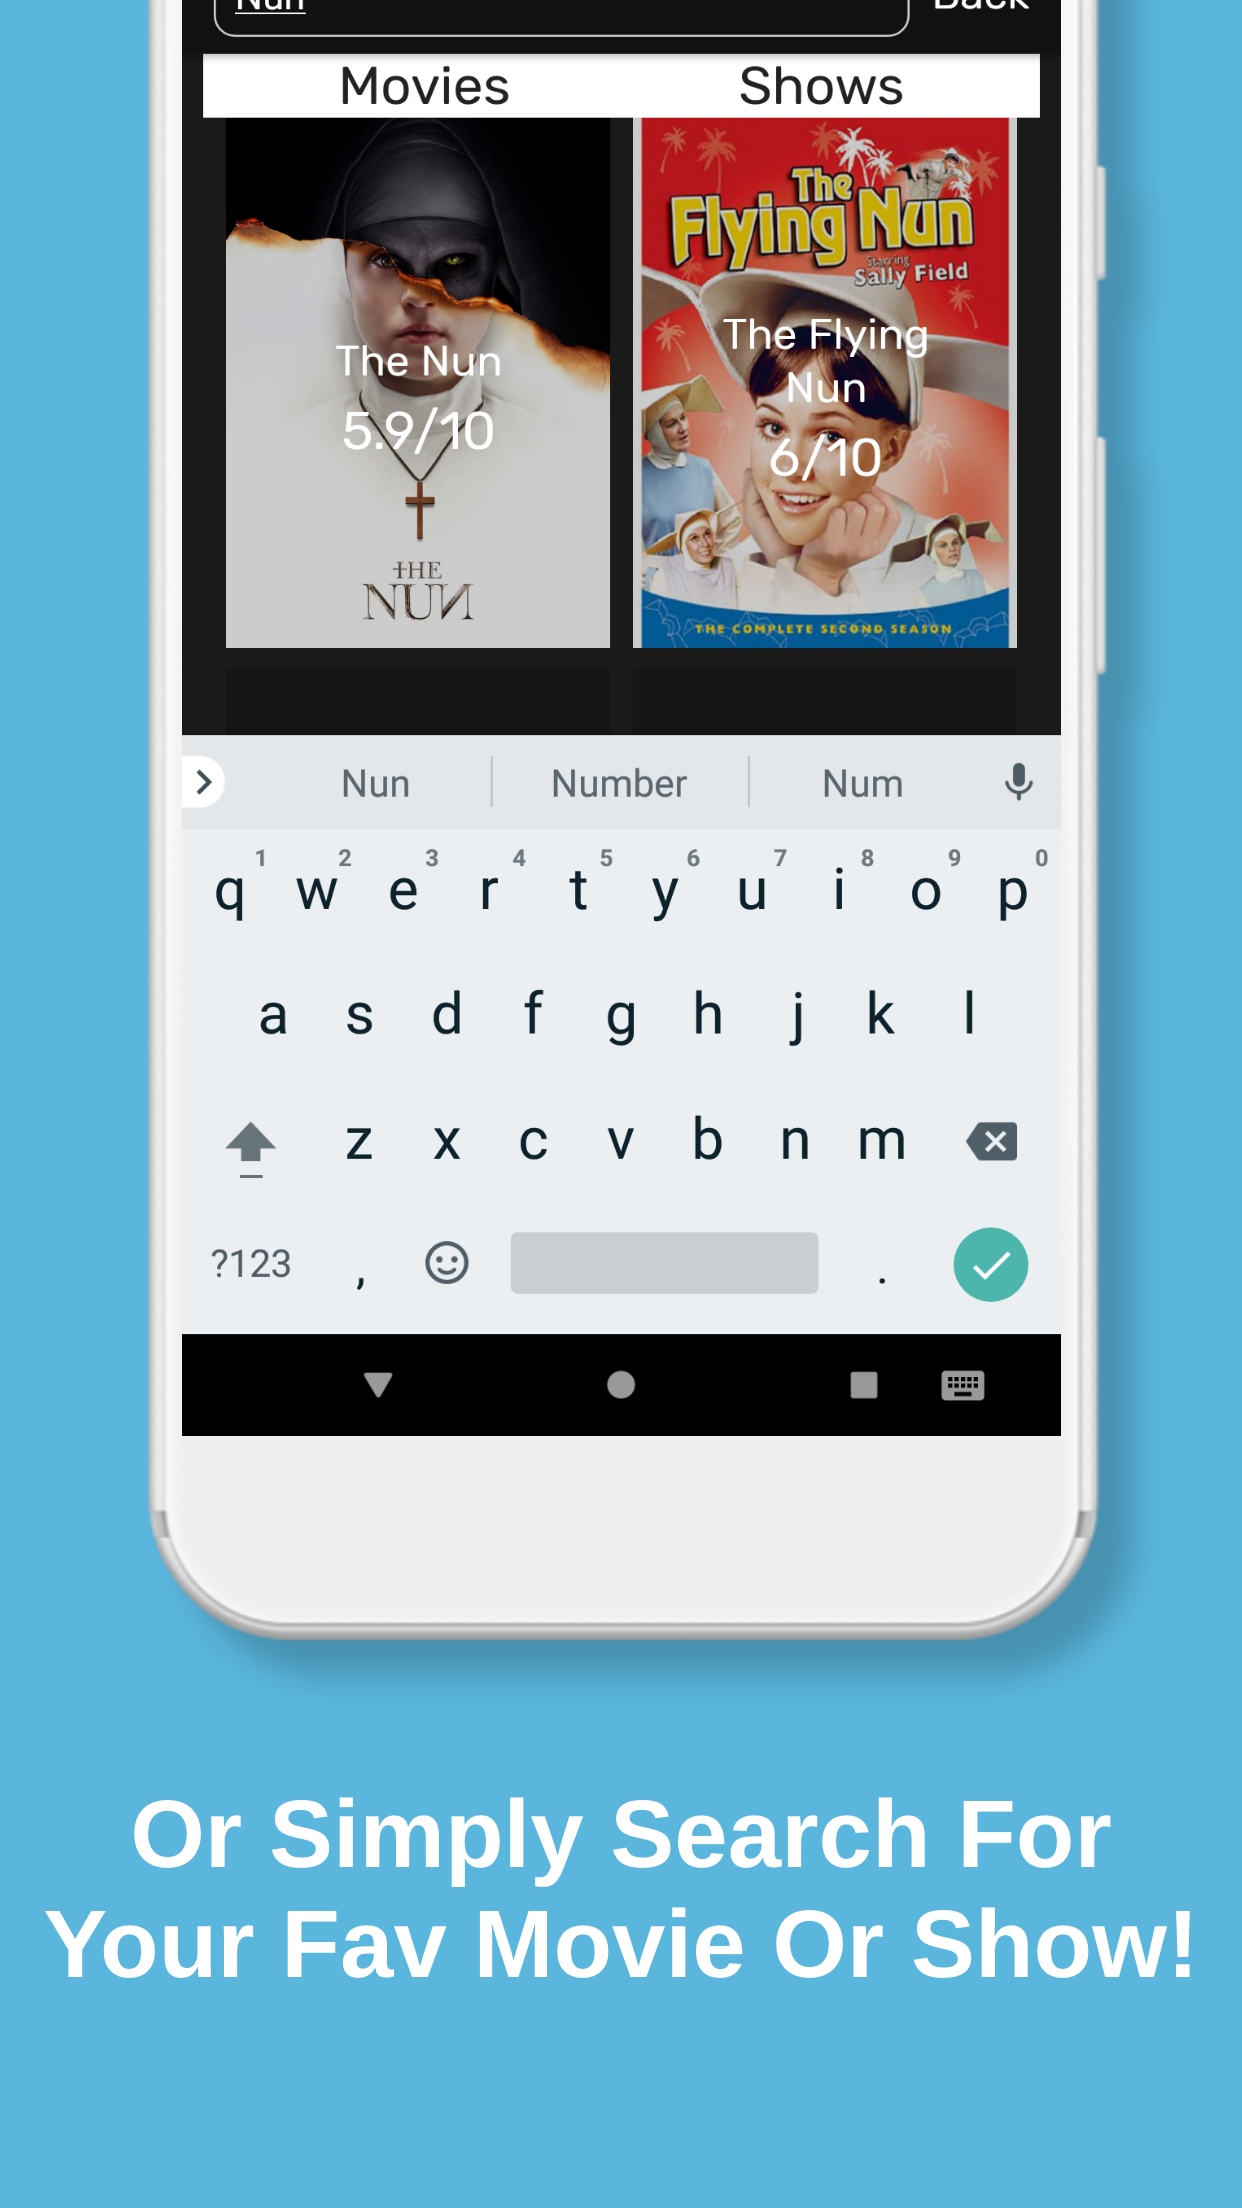 Nun
Back
Movies Shows
The
Flying Nun
Starring
Sally Field
The Nun
5.9/10
The Flying
Nun
6/10
THE
NUN
THE COMPLETE SECOND SEASON
Nun Number Num
1 2 3 4 5 6 7 8 9 0
q w e r t y u i o p
a s d f g h j k l
z x c v b n m
?123 , .
Or Simply Search For
Your Fav Movie Or Show!